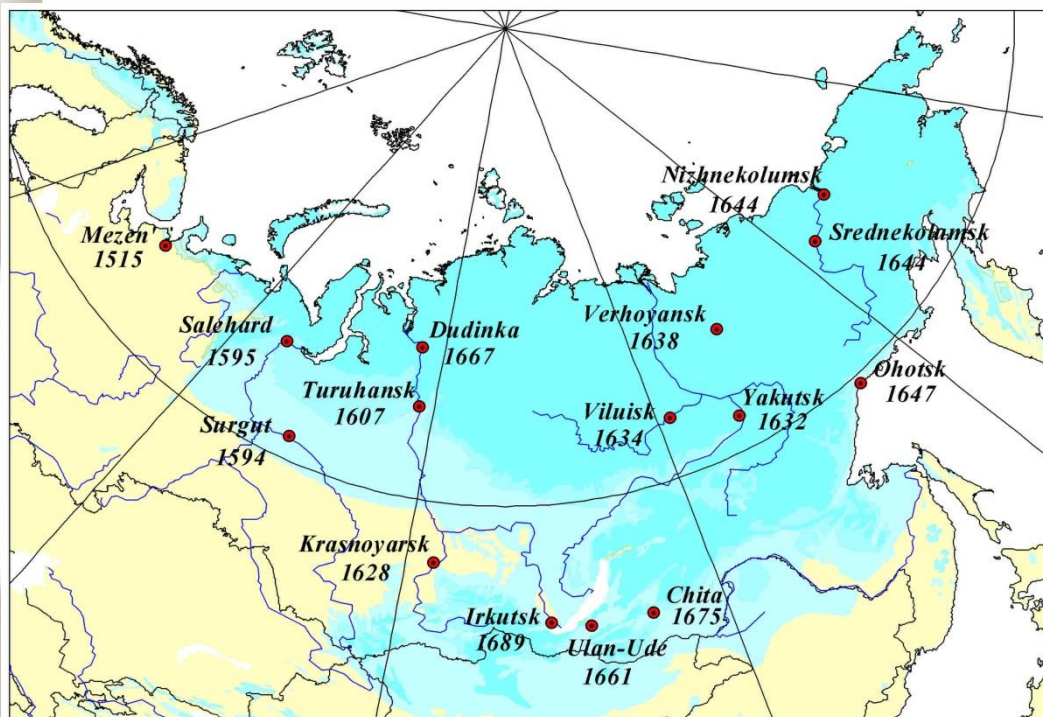 Nizhnekolumsk
1644
Mezen'
1515
Srednekolamsk
1644
Salehard
1595
Dudinka
1667
Verhoyansk
1638
Ohotsk
1647
Turuhansk
1607
Viluisk
1634
Yakutsk
1632
Surgut
1594
Krasnoyarsk
1628
Chita
1675
Irkutsk
1689
Ulan-Ude
1661